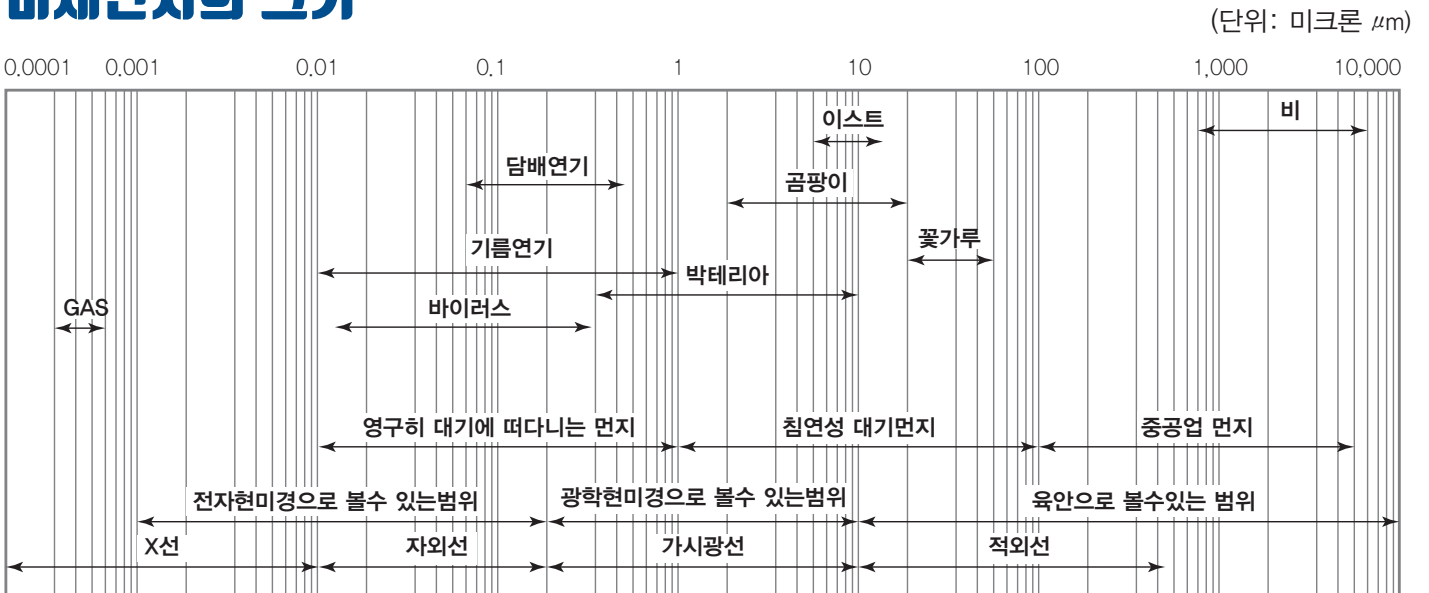 (단위: 미크론 μm)
0.0001 0.001 0.01 0.1 1 10 100 1,000 10,000
비
이스트
담배연기
곰팡이
꽃가루
기름연기
박테리아
GAS
바이러스
영구히 대기에 떠다니는 먼지 침연성 대기먼지 중공업 먼지
전자현미경으로 볼수 있는범위 광학현미경으로 볼수 있는범위 육안으로 볼수있는 범위
X선 자외선 가시광선 적외선